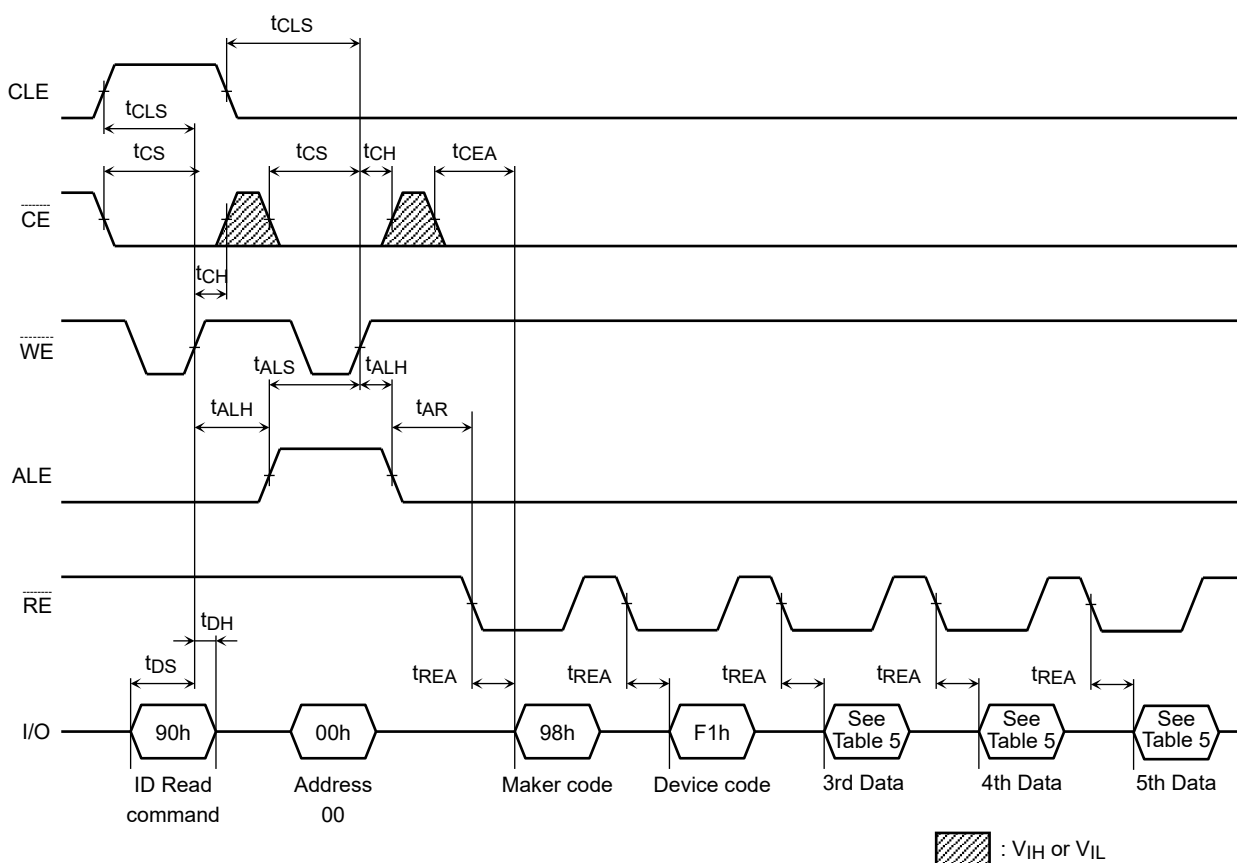 tCLS
CLE
tCLS
tCS tCS tCH tCEA
CE
tCH
WE
tALS tALH
tALH tAR
ALE
RE
tDH
tDS tREA tREA tREA tREA tREA
I/O 90h 00h 98h F1h See Table 5 See Table 5 See Table 5
ID Read command
Address 00
Maker code
Device code
3rd Data
4th Data
5th Data
: VIH or VIL